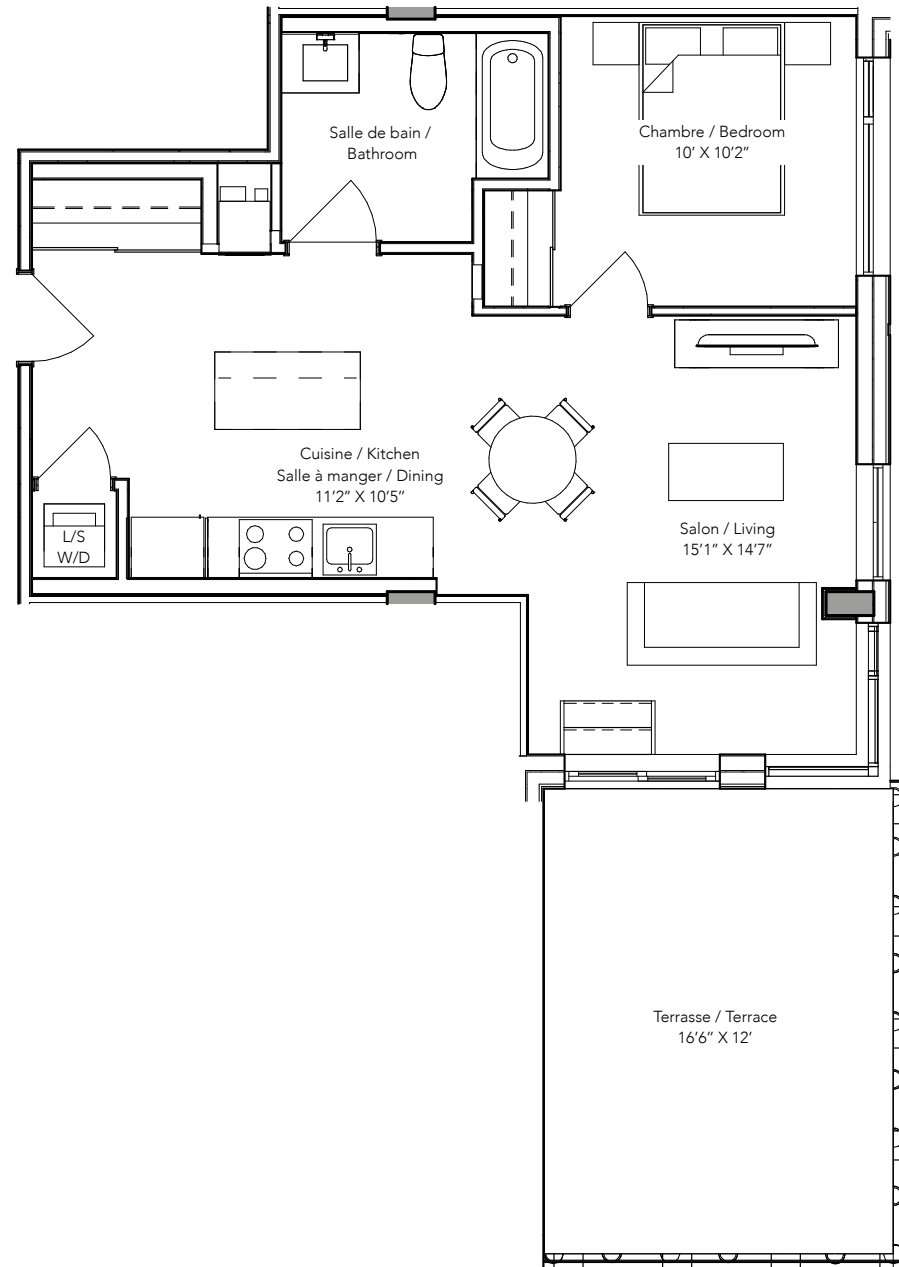 Salle de bain /
Bathroom
Chambre / Bedroom
10’ X 10’2”
Cuisine / Kitchen
Salle à manger / Dining
11’2” X 10’5”
L/S
W/D
Salon / Living
15’1” X 14’7”
Terrasse / Terrace
16’6” X 12’